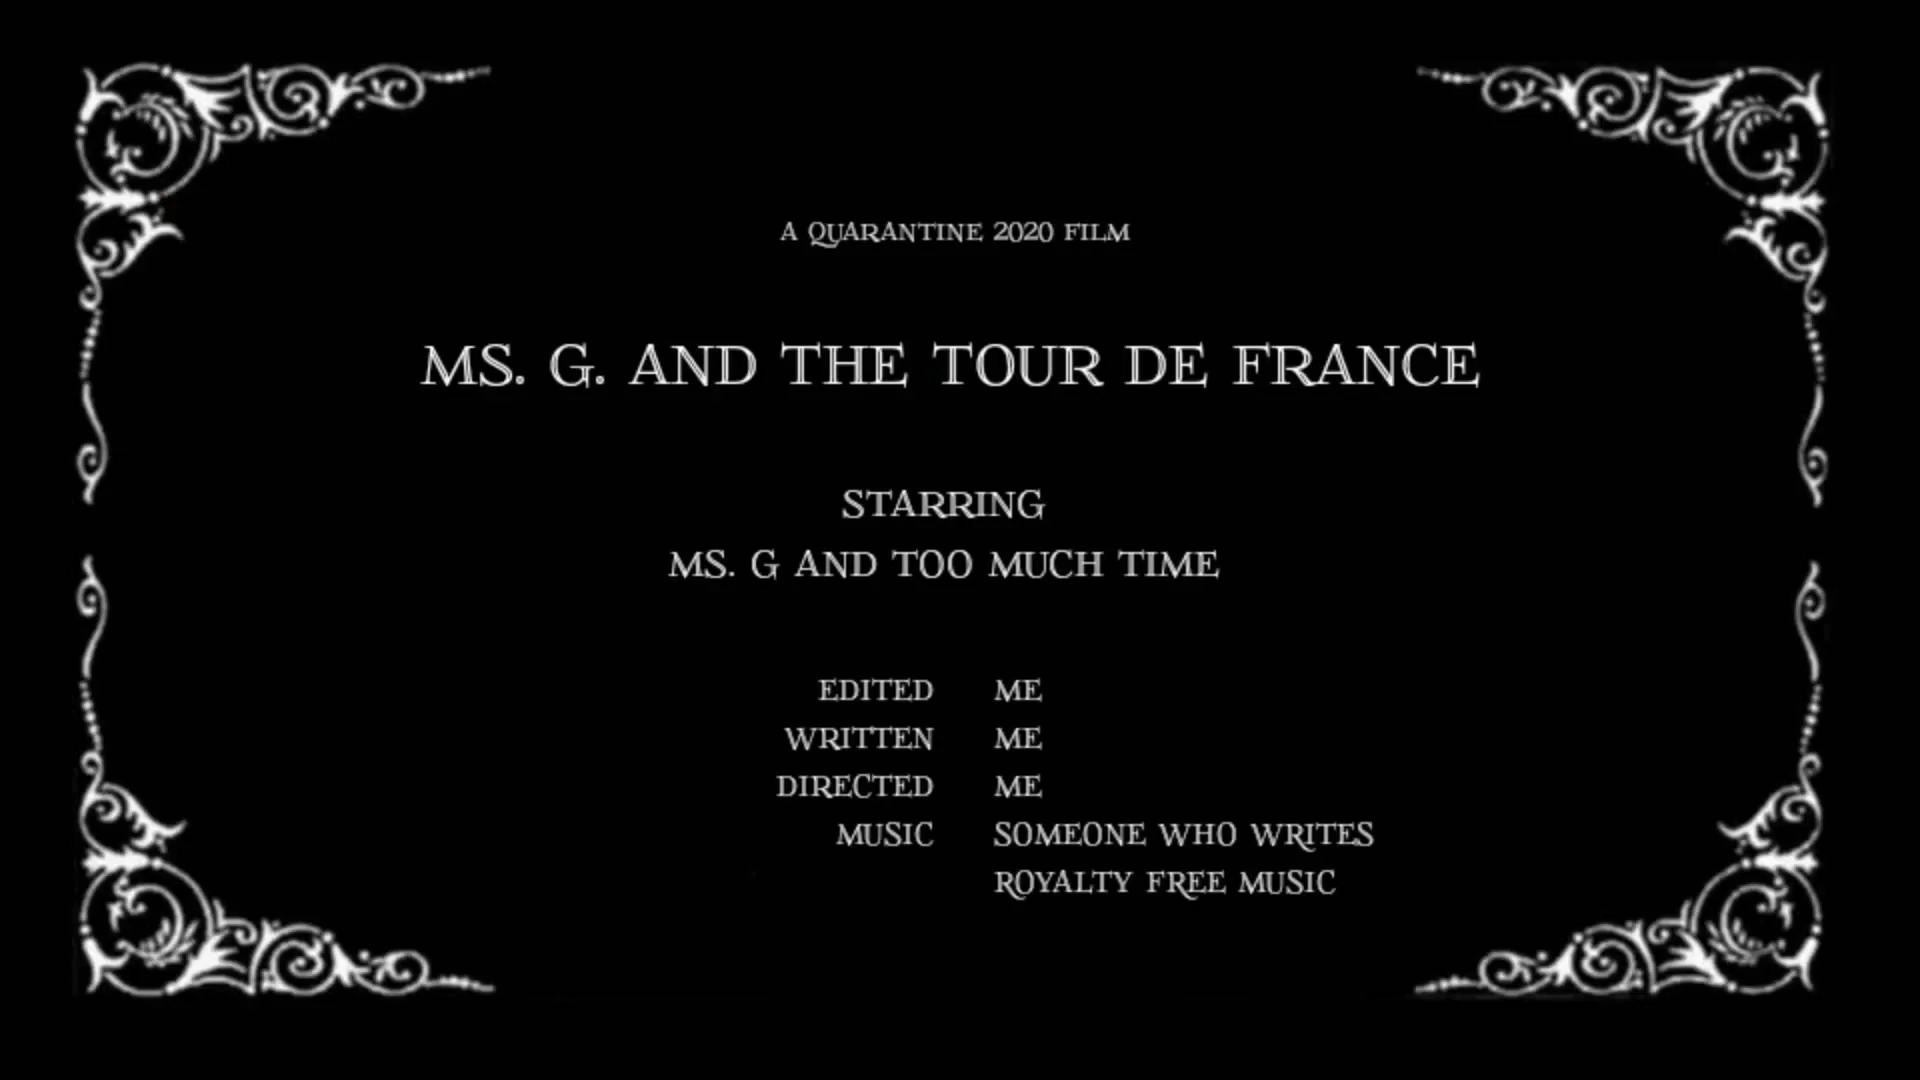 A QUARANTINE 2020 FILM
MS. G. AND THE TOUR DE FRANCE
STARRING
MS. G AND TOO MUCH TIME
EDITED ME
WRITTEN ME
DIRECTED ME
MUSIC SOMEONE WHO WRITES
ROYALTY FREE MUSIC